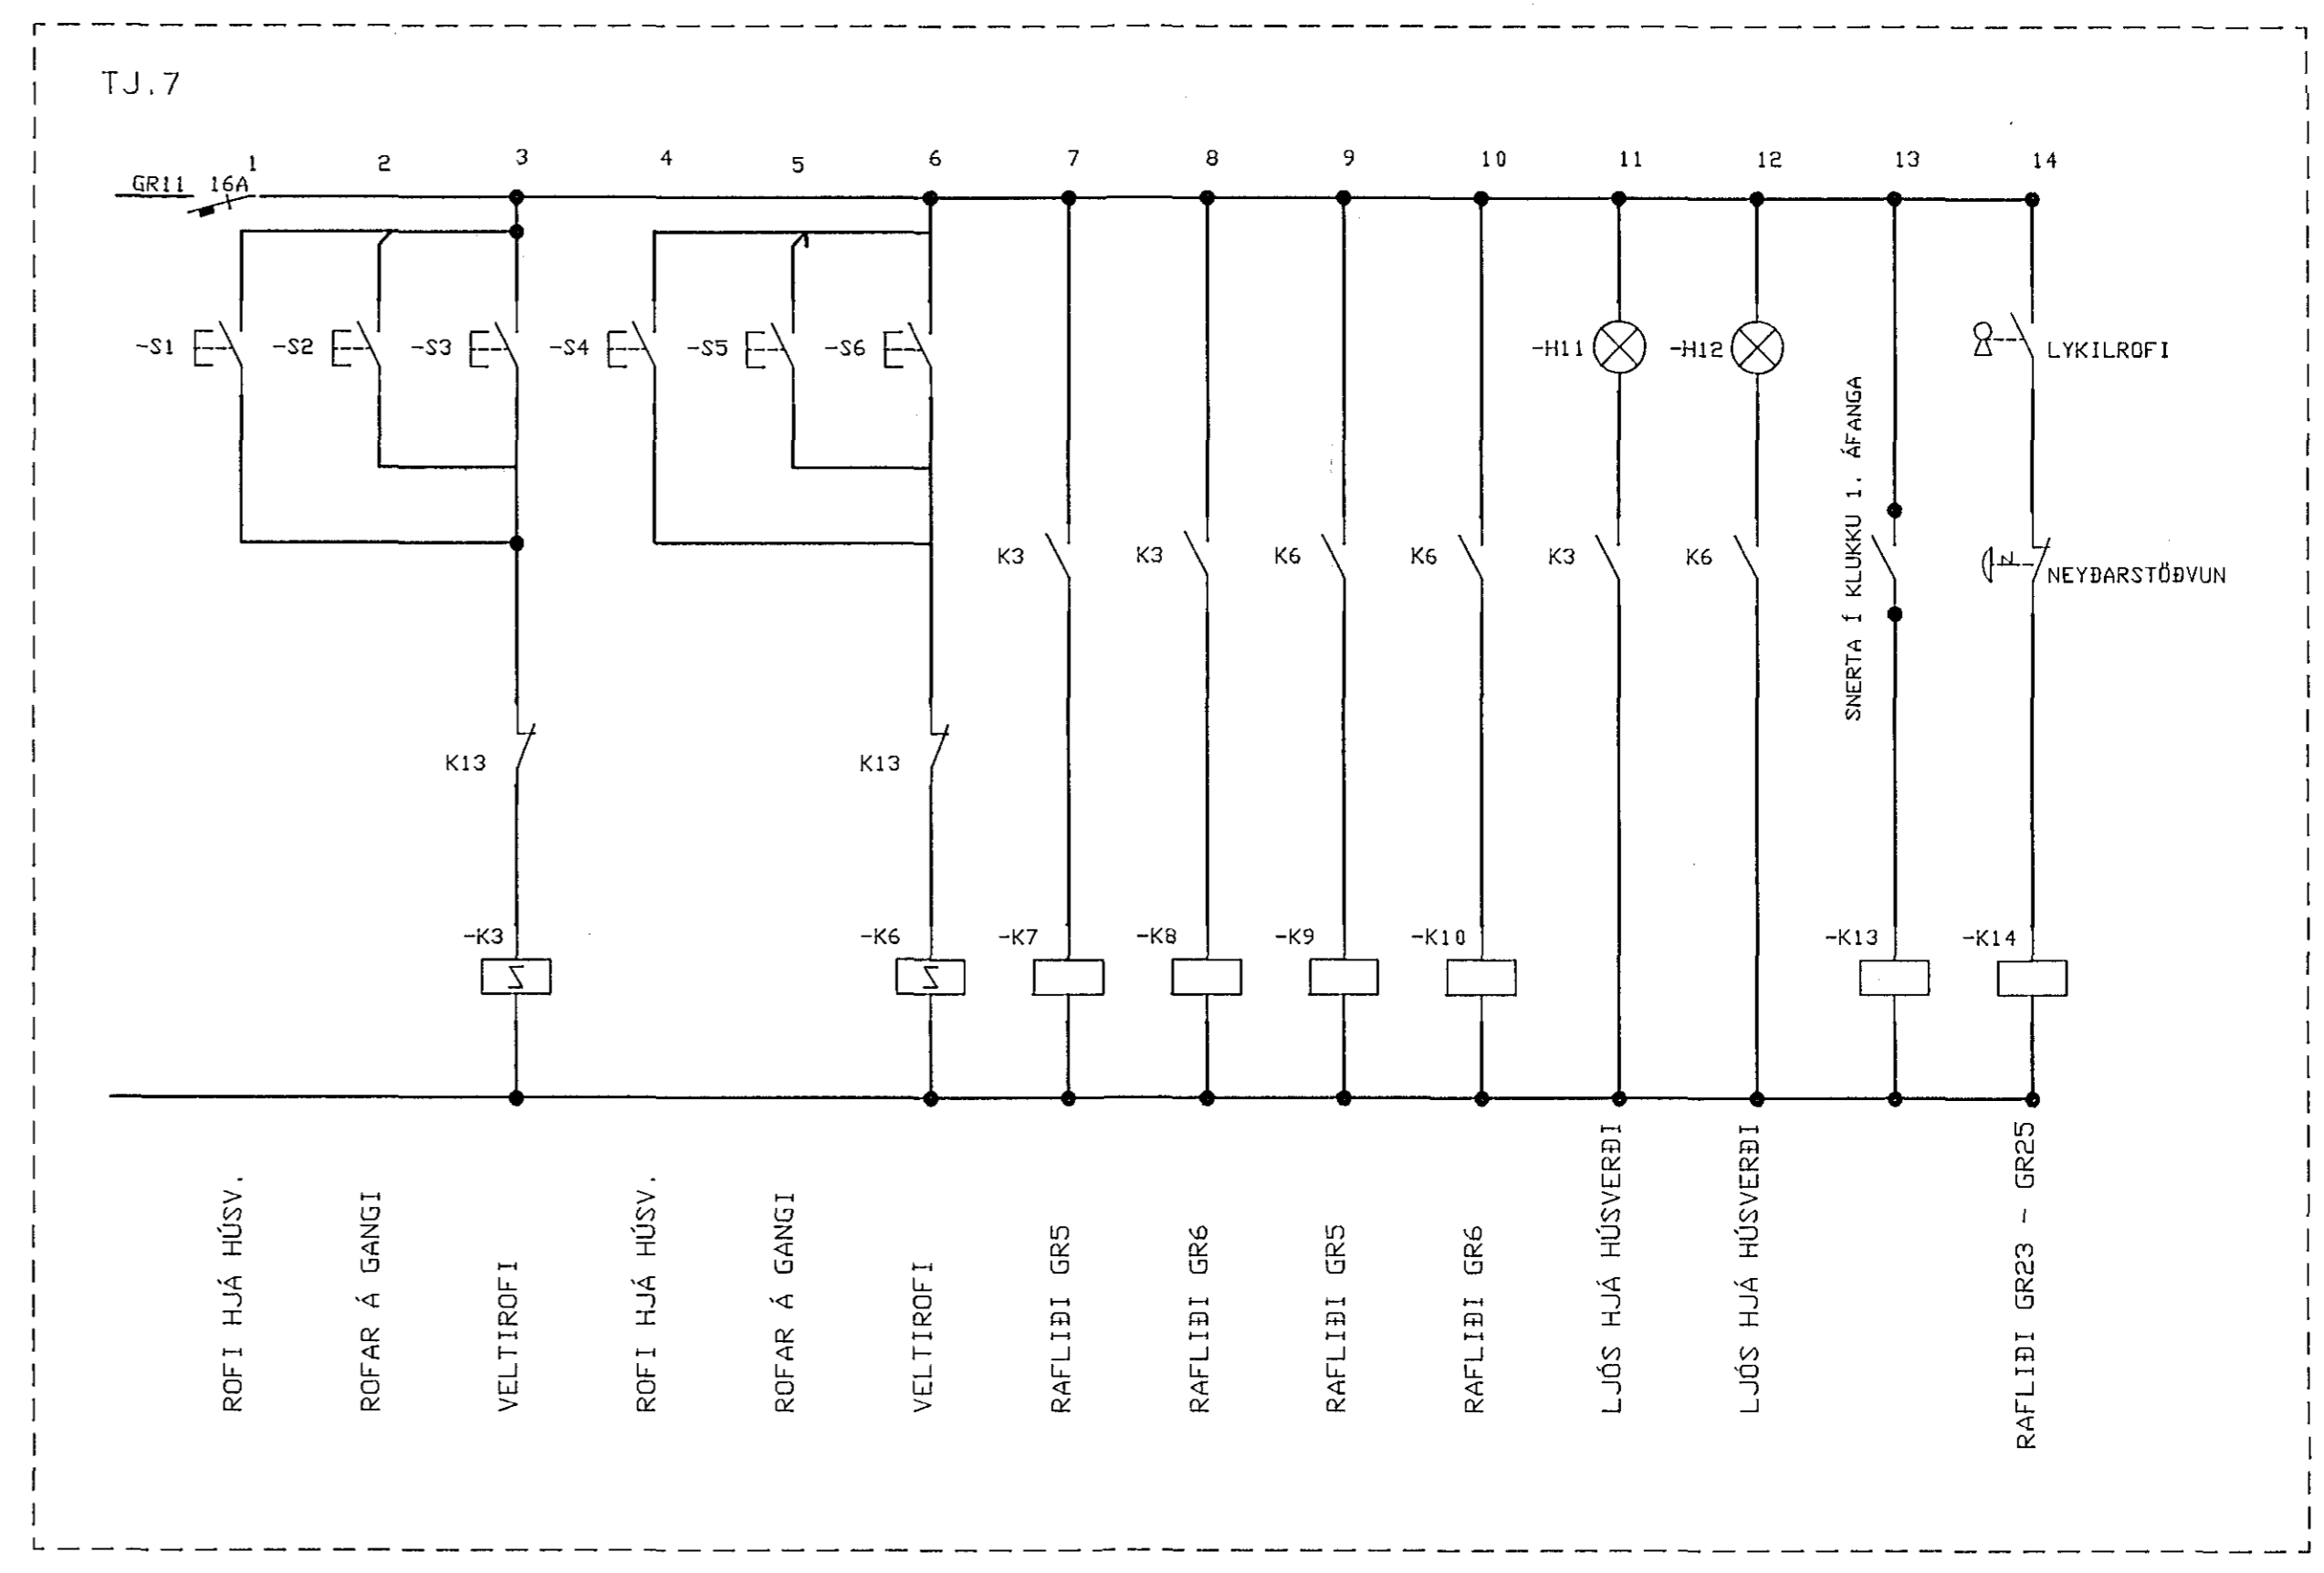 TJ.7
1 2 3 4 5 6 7 8 9 10 11 12 13 14
GR11 16A
-S1 -S2 -S3 -S4 -S5 -S6 -H11 -H12 LYKILROFI
SNERTA Í KLUKKU 1. ÁFANGA
K3 K3 K6 K6 K3 K6 NEYÐARSTÖÐVUN
K13 K13
-K3 -K6 -K7 -K8 -K9 -K10 -K13 -K14
ROFI HJÁ HÚSV.
ROFAR Á GANGI
VELTIROFI
ROFI HJÁ HÚSV.
ROFAR Á GANGI
VELTIROFI
RAFLIÐI GR5
RAFLIÐI GR6
RAFLIÐI GR5
RAFLIÐI GR6
LJÓS HJÁ HÚSVERÐI
LJÓS HJÁ HÚSVERÐI
RAFLIÐI GR23 - GR25